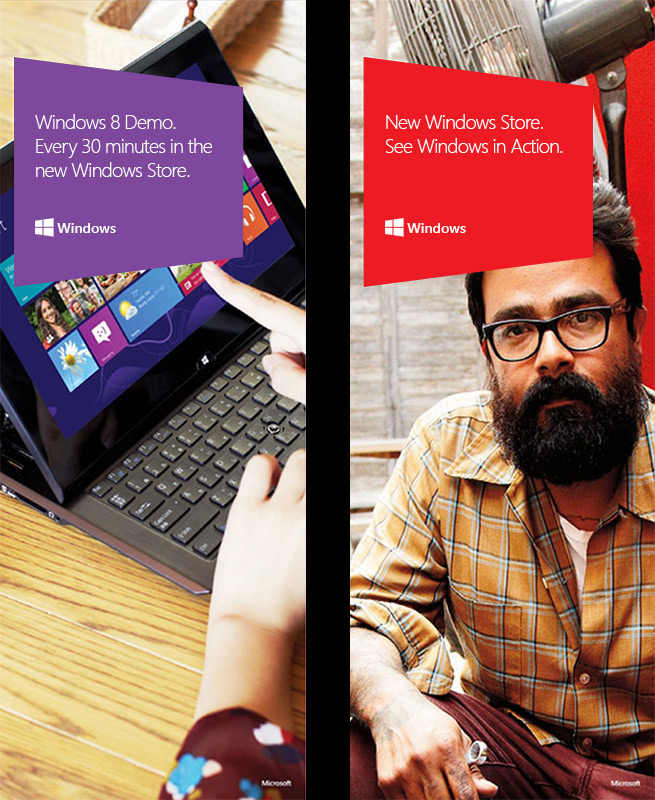 Windows 8 Demo.
Every 30 minutes in the
new Windows Store.
Windows
Microsoft
New Windows Store.
See Windows in Action.
Windows
Microsoft